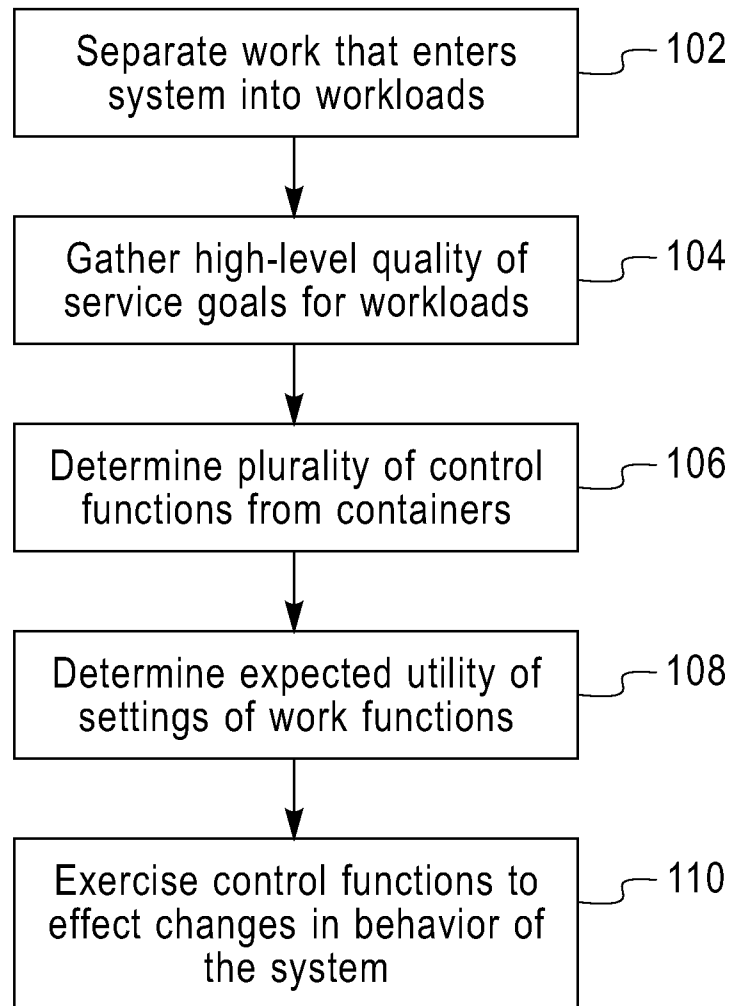 Separate work that enters
system into workloads
102
Gather high-level quality of
service goals for workloads
104
Determine plurality of control
functions from containers
106
Determine expected utility of
settings of work functions
108
Exercise control functions to
effect changes in behavior of
the system
110